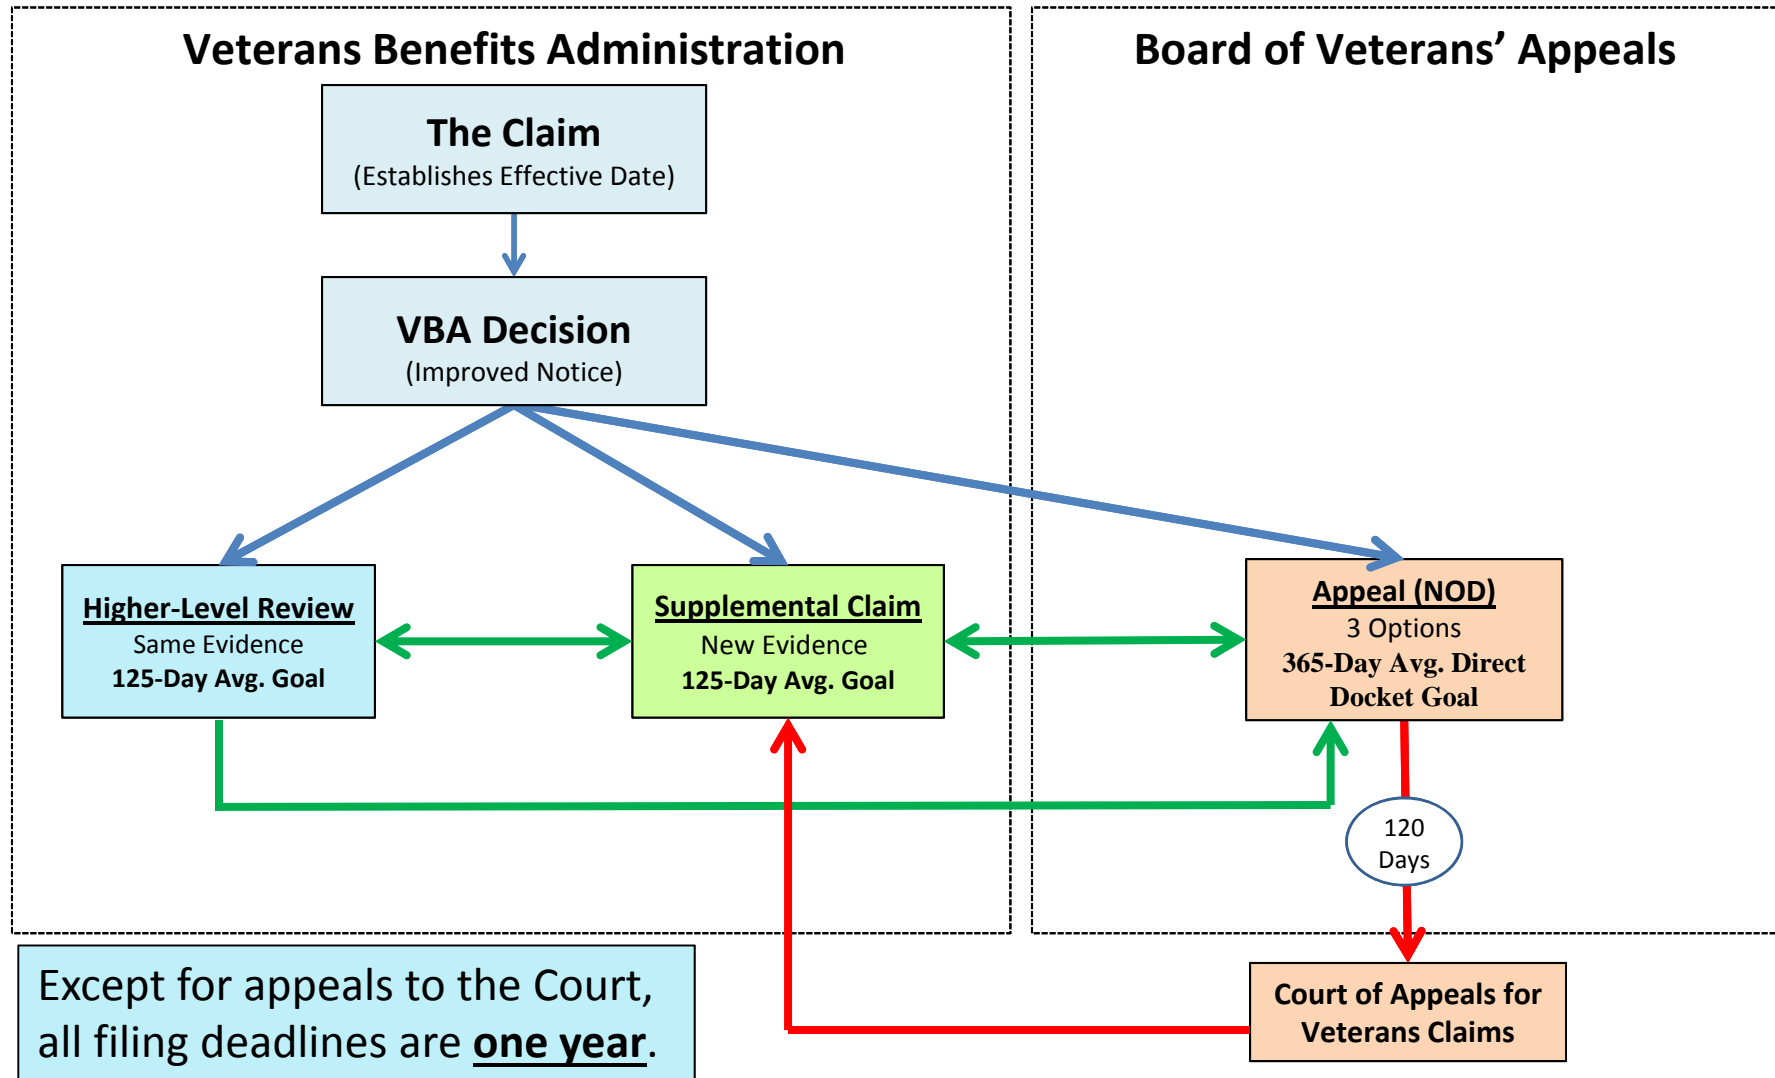 Veterans Benefits Administration
Board of Veterans’ Appeals
The Claim
(Establishes Effective Date)
VBA Decision
(Improved Notice)
Higher-Level Review
Same Evidence
125-Day Avg. Goal
Supplemental Claim
New Evidence
125-Day Avg. Goal
Appeal (NOD)
3 Options
365-Day Avg. Direct
Docket Goal
120
Days
Court of Appeals for
Veterans Claims
Except for appeals to the Court,
all filing deadlines are one year.